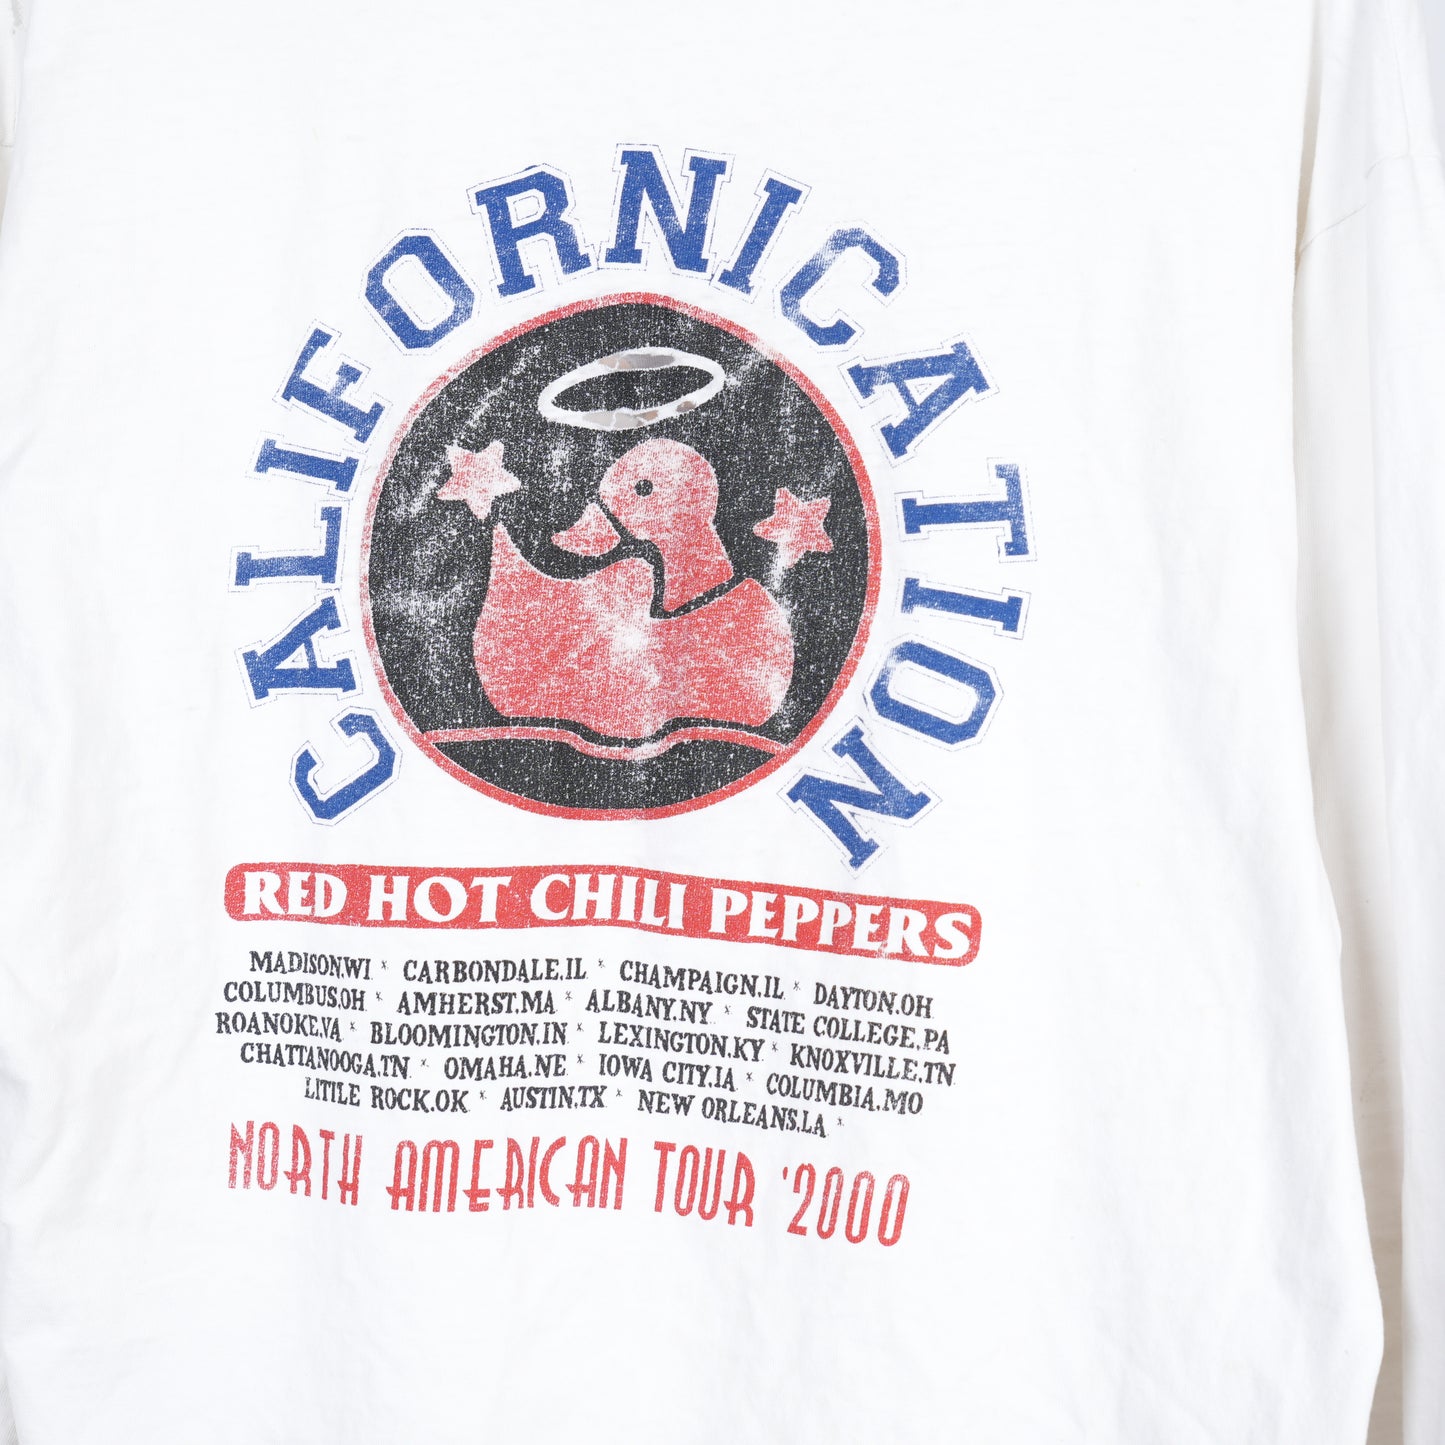 CALIFORNICATION
RED HOT CHILI PEPPERS
MADISON,WI * CARBONDALE,IL * CHAMPAIGN,IL * DAYTON,OH
COLUMBUS,OH * AMHERST,MA * ALBANY,NY * STATE COLLEGE,PA
ROANOKE,VA * BLOOMINGTON,IN * LEXINGTON,KY * KNOXVILLE,TN
CHATTANOOGA,TN * OMAHA,NE * IOWA CITY,IA * COLUMBIA,MO
LITILE ROCK,OK * AUSTIN,TX * NEW ORLEANS,LA *
NORTH AMERICAN TOUR '2000